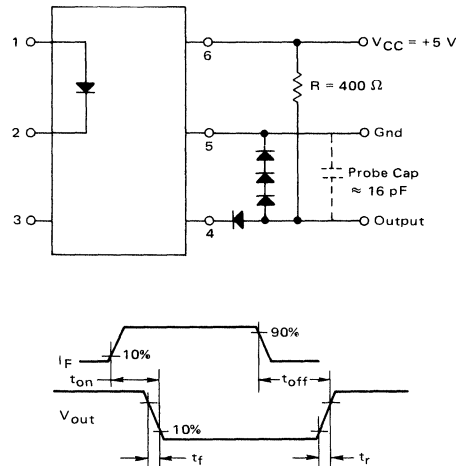 1
6
VCC = +5 V
R = 400 Ω
2
5
Gnd
Probe Cap
≈ 16 pF
3
4
Output
IF
10%
90%
ton
toff
Vout
10%
tf
tr